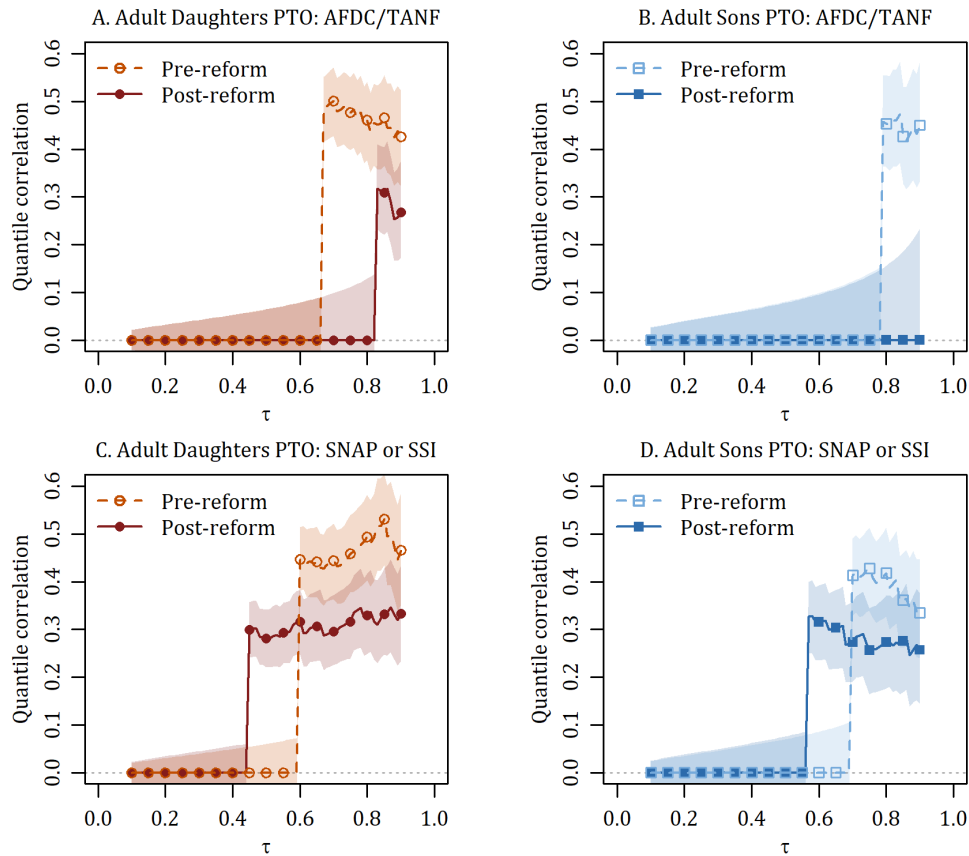 A. Adult Daughters PTO: AFDC/TANF
Quantile correlation
0.0 0.1 0.2 0.3 0.4 0.5 0.6
Pre-reform
Post-reform
0.0 0.2 0.4 0.6 0.8 1.0
τ
B. Adult Sons PTO: AFDC/TANF
Quantile correlation
0.0 0.1 0.2 0.3 0.4 0.5 0.6
Pre-reform
Post-reform
0.0 0.2 0.4 0.6 0.8 1.0
τ
C. Adult Daughters PTO: SNAP or SSI
Quantile correlation
0.0 0.1 0.2 0.3 0.4 0.5 0.6
Pre-reform
Post-reform
0.0 0.2 0.4 0.6 0.8 1.0
τ
D. Adult Sons PTO: SNAP or SSI
Quantile correlation
0.0 0.1 0.2 0.3 0.4 0.5 0.6
Pre-reform
Post-reform
0.0 0.2 0.4 0.6 0.8 1.0
τ